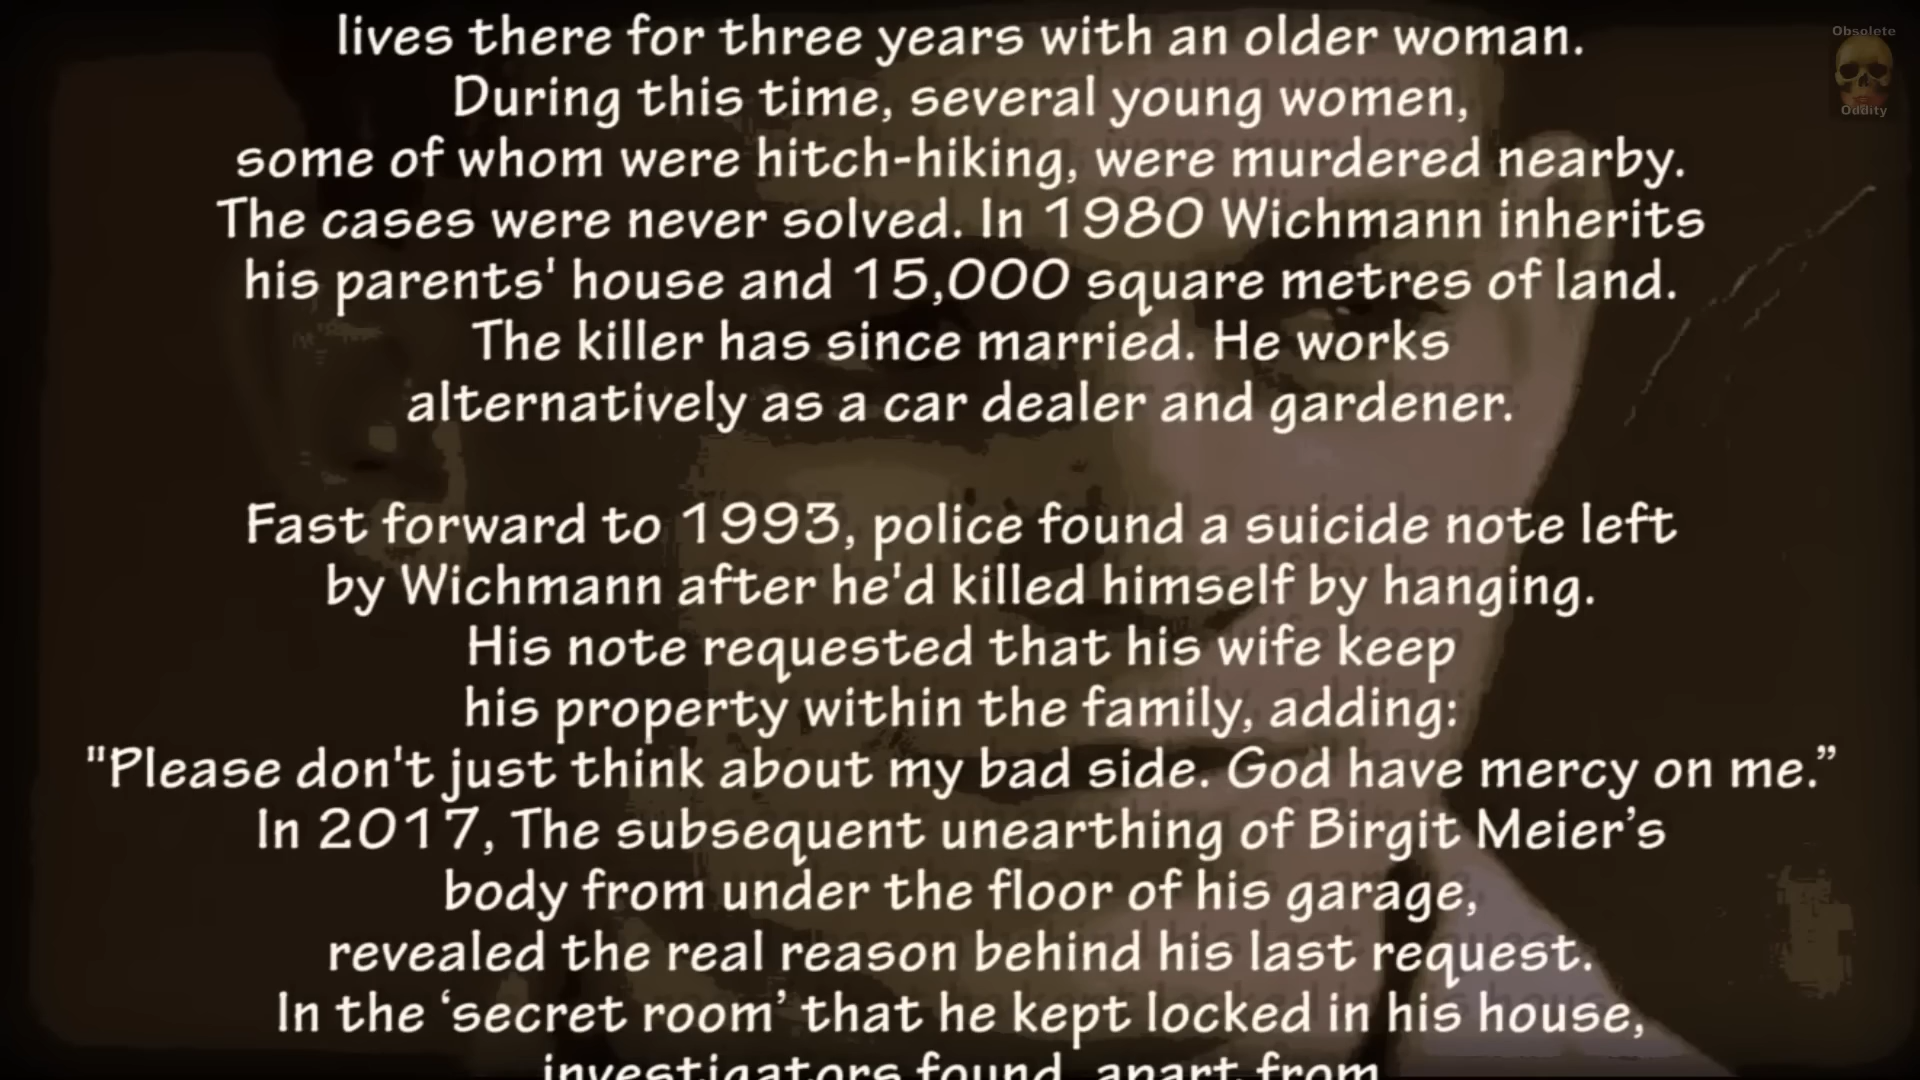 lives there for three years with an older woman.
During this time, several young women,
some of whom were hitch-hiking, were murdered nearby.
The cases were never solved. In 1980 Wichmann inherits
his parents' house and 15,000 square metres of land.
The killer has since married. He works
alternatively as a car dealer and gardener.
Fast forward to 1993, police found a suicide note left
by Wichmann after he'd killed himself by hanging.
His note requested that his wife keep
his property within the family, adding:
"Please don't just think about my bad side. God have mercy on me.”
In 2017, The subsequent unearthing of Birgit Meier’s
body from under the floor of his garage,
revealed the real reason behind his last request.
In the ‘secret room’ that he kept locked in his house,
investigators found, apart from
Obsolete
Oddity